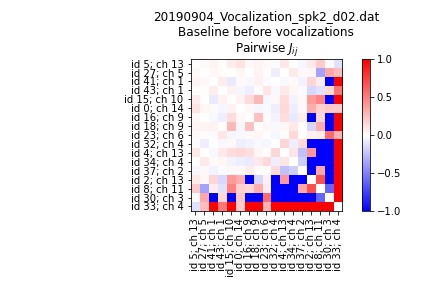 20190904_Vocalization_spk2_d02.dat
Baseline before vocalizations
Pairwise J_ij
id 5; ch 13
id 27; ch 5
id 41; ch 1
id 43; ch 1
id 15; ch 10
id 0; ch 14
id 16; ch 9
id 18; ch 9
id 23; ch 6
id 32; ch 4
id 4; ch 13
id 34; ch 4
id 37; ch 2
id 2; ch 13
id 8; ch 11
id 30; ch 3
id 33; ch 4
id 5; ch 13
id 27; ch 5
id 41; ch 1
id 43; ch 1
id 15; ch 10
id 0; ch 14
id 16; ch 9
id 18; ch 9
id 23; ch 6
id 32; ch 4
id 4; ch 13
id 34; ch 4
id 37; ch 2
id 2; ch 13
id 8; ch 11
id 30; ch 3
id 33; ch 4
1.0
0.5
0.0
−0.5
−1.0